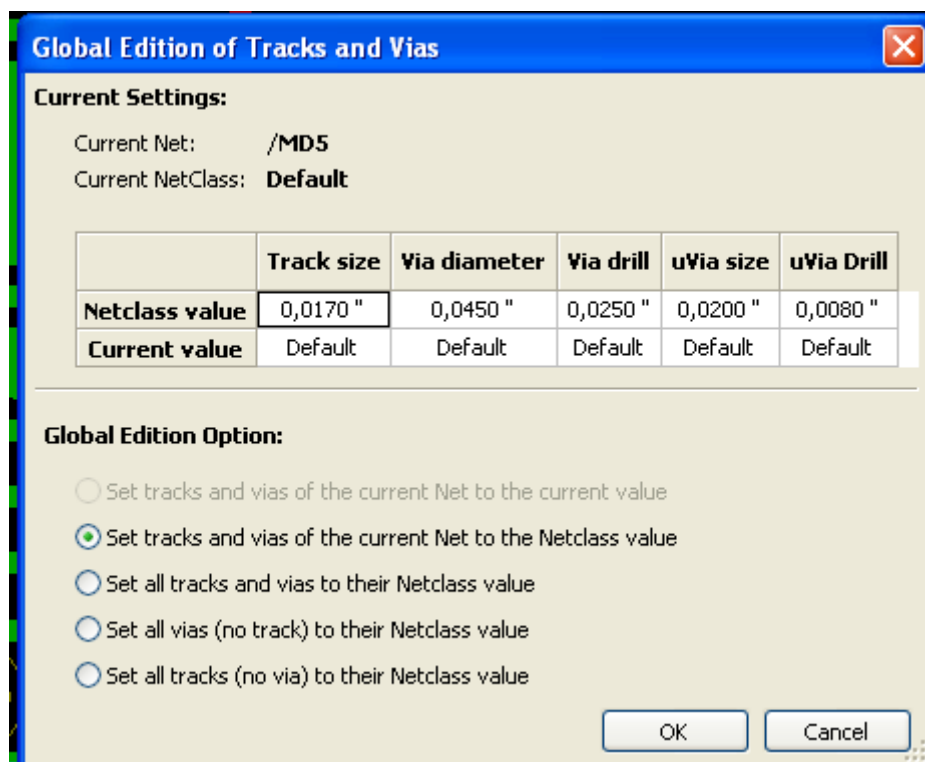 Global Edition of Tracks and Vias
Current Settings:
Current Net: /MD5
Current NetClass: Default
Track size Via diameter Via drill uVia size uVia Drill
Netclass value 0,0170 " 0,0450 " 0,0250 " 0,0200 " 0,0080 "
Current value Default Default Default Default Default
Global Edition Option:
Set tracks and vias of the current Net to the current value
Set tracks and vias of the current Net to the Netclass value
Set all tracks and vias to their Netclass value
Set all vias (no track) to their Netclass value
Set all tracks (no via) to their Netclass value
OK Cancel